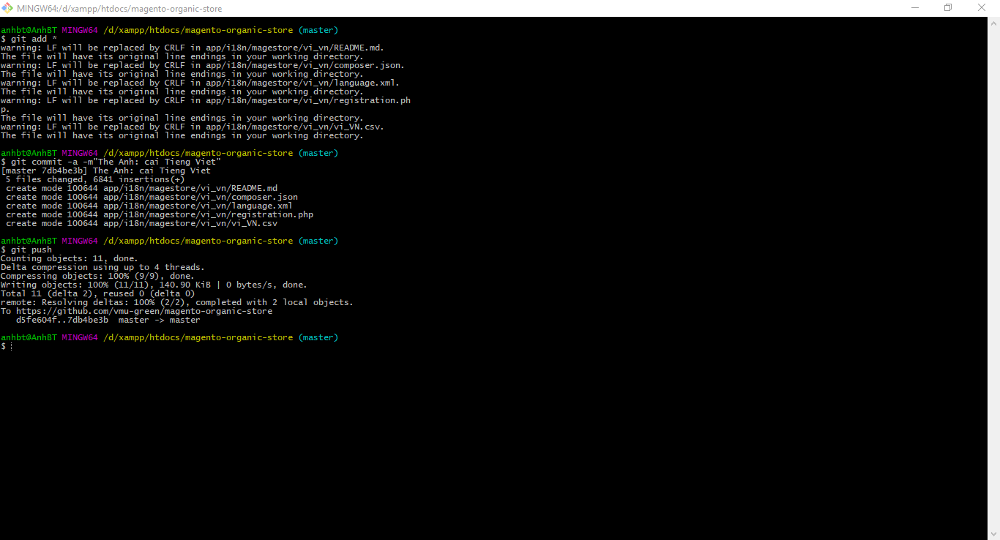 MINGW64:/d/xampp/htdocs/magento-organic-store
anhbt@AnhBT MINGW64 /d/xampp/htdocs/magento-organic-store (master)
$ git add *
warning: LF will be replaced by CRLF in app/i18n/magestore/vi_vn/README.md.
The file will have its original line endings in your working directory.
warning: LF will be replaced by CRLF in app/i18n/magestore/vi_vn/composer.json.
The file will have its original line endings in your working directory.
warning: LF will be replaced by CRLF in app/i18n/magestore/vi_vn/language.xml.
The file will have its original line endings in your working directory.
warning: LF will be replaced by CRLF in app/i18n/magestore/vi_vn/registration.ph
p.
The file will have its original line endings in your working directory.
warning: LF will be replaced by CRLF in app/i18n/magestore/vi_vn/vi_VN.csv.
The file will have its original line endings in your working directory.
anhbt@AnhBT MINGW64 /d/xampp/htdocs/magento-organic-store (master)
$ git commit -a -m"The Anh: cai Tieng Viet"
[master 7db4be3b] The Anh: cai Tieng Viet
 5 files changed, 6841 insertions(+)
 create mode 100644 app/i18n/magestore/vi_vn/README.md
 create mode 100644 app/i18n/magestore/vi_vn/composer.json
 create mode 100644 app/i18n/magestore/vi_vn/language.xml
 create mode 100644 app/i18n/magestore/vi_vn/registration.php
 create mode 100644 app/i18n/magestore/vi_vn/vi_VN.csv
anhbt@AnhBT MINGW64 /d/xampp/htdocs/magento-organic-store (master)
$ git push
Counting objects: 11, done.
Delta compression using up to 4 threads.
Compressing objects: 100% (9/9), done.
Writing objects: 100% (11/11), 140.90 KiB | 0 bytes/s, done.
Total 11 (delta 2), reused 0 (delta 0)
remote: Resolving deltas: 100% (2/2), completed with 2 local objects.
To https://github.com/vmu-green/magento-organic-store
   d5fe604f..7db4be3b  master -> master
anhbt@AnhBT MINGW64 /d/xampp/htdocs/magento-organic-store (master)
$